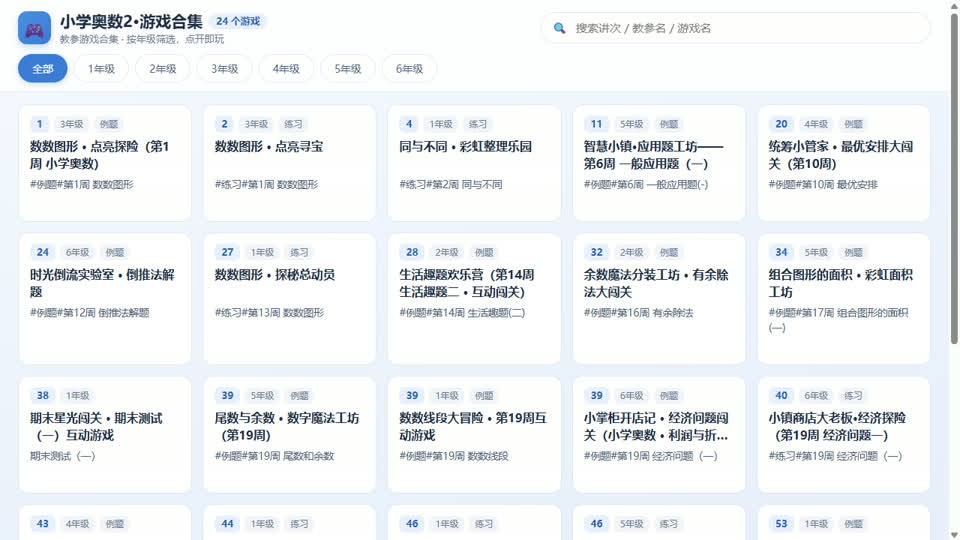 小学奥数2·游戏合集 24 个游戏
教参游戏合集 · 按年级筛选，点开即玩
搜索讲次 / 教参名 / 游戏名
全部 1年级 2年级 3年级 4年级 5年级 6年级
1 3年级 例题
数数图形 · 点亮探险（第1
周 小学奥数）
#例题#第1周 数数图形
2 3年级 练习
数数图形 · 点亮寻宝
#练习#第1周 数数图形
4 1年级 练习
同与不同 · 彩虹整理乐园
#练习#第2周 同与不同
11 5年级 例题
智慧小镇·应用题工坊——
第6周 一般应用题（一）
#例题#第6周 一般应用题(-)
20 4年级 例题
统筹小管家 · 最优安排大闯
关（第10周）
#例题#第10周 最优安排
24 6年级 例题
时光倒流实验室 · 倒推法解
题
#例题#第12周 倒推法解题
27 1年级 练习
数数图形 · 探秘总动员
#练习#第13周 数数图形
28 2年级 例题
生活趣题欢乐营（第14周
生活趣题二 · 互动闯关）
#例题#第14周 生活趣题(二)
32 2年级 例题
余数魔法分装工坊 · 有余除
法大闯关
#例题#第16周 有余除法
34 5年级 例题
组合图形的面积 · 彩虹面积
工坊
#例题#第17周 组合图形的面积
(一)
38 1年级
期末星光闯关 · 期末测试
（一）互动游戏
期末测试（一）
39 5年级 例题
尾数与余数 · 数字魔法工坊
（第19周）
#例题#第19周 尾数和余数
39 1年级 例题
数数线段大冒险 · 第19周互
动游戏
#例题#第19周 数数线段
39 6年级 例题
小掌柜开店记 · 经济问题闯
关（小学奥数 · 利润与折...
#例题#第19周 经济问题（一）
40 6年级 练习
小镇商店大老板·经济探险
（第19周 经济问题一）
#练习#第19周 经济问题（一）
43 4年级 例题
44 1年级 练习
46 1年级 练习
46 5年级 练习
53 1年级 例题